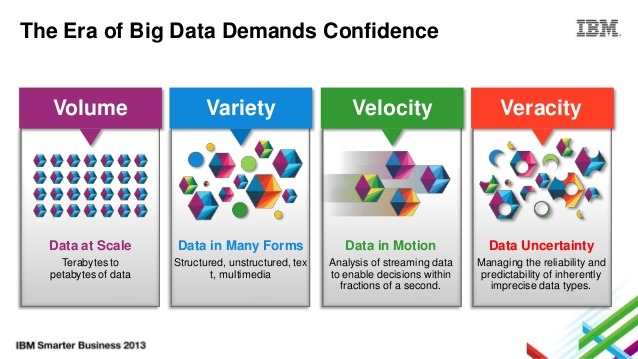 The Era of Big Data Demands Confidence
IBM
Volume
Variety
Velocity
Veracity
Data at Scale
Terabytes to
petabytes of data
Data in Many Forms
Structured, unstructured, tex
t, multimedia
Data in Motion
Analysis of streaming data
to enable decisions within
fractions of a second.
Data Uncertainty
Managing the reliability and
predictability of inherently
imprecise data types.
IBM Smarter Business 2013